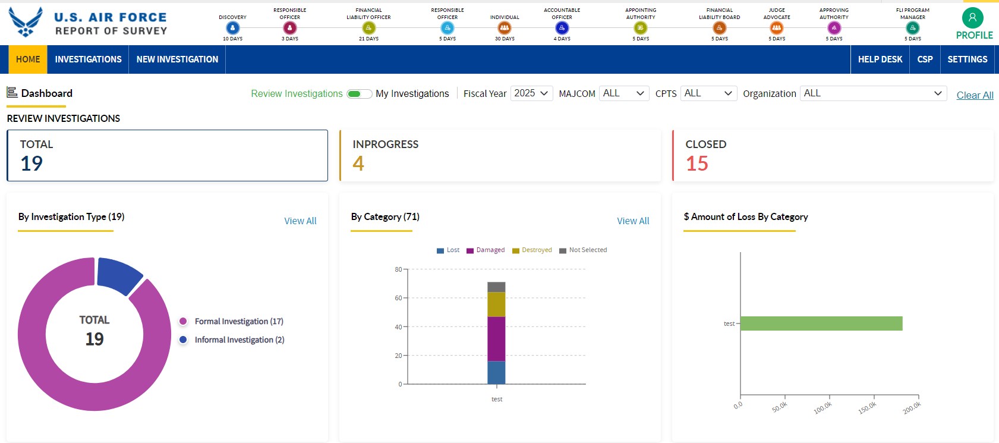 U.S. AIR FORCE
REPORT OF SURVEY
DISCOVERY
10 DAYS
RESPONSIBLE
OFFICER
3 DAYS
FINANCIAL
LIABILITY OFFICER
21 DAYS
RESPONSIBLE
OFFICER
5 DAYS
INDIVIDUAL
30 DAYS
ACCOUNTABLE
OFFICER
4 DAYS
APPOINTING
AUTHORITY
5 DAYS
FINANCIAL
LIABILITY BOARD
5 DAYS
JUDGE
ADVOCATE
5 DAYS
APPROVING
AUTHORITY
5 DAYS
FLI PROGRAM
MANAGER
5 DAYS
PROFILE
HOME INVESTIGATIONS NEW INVESTIGATION HELP DESK CSP SETTINGS
Dashboard Review Investigations My Investigations Fiscal Year 2025 MAJCOM ALL CPTS ALL Organization ALL Clear All
REVIEW INVESTIGATIONS
TOTAL
19
INPROGRESS
4
CLOSED
15
By Investigation Type (19) View All
TOTAL
19
Formal Investigation (17)
Informal Investigation (2)
By Category (71) View All
Lost Damaged Destroyed Not Selected
80
60
40
20
0
test
$ Amount of Loss By Category
test
0.0 50.0k 100.0k 150.0k 200.0k